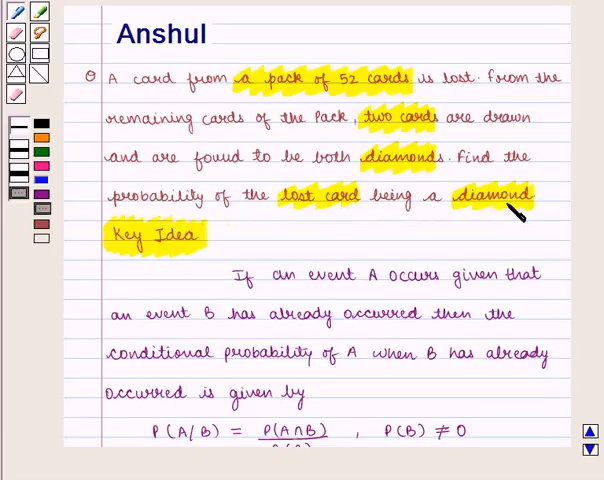 Anshul
Q A card from a pack of 52 cards is lost. From the
remaining cards of the Pack, two cards are drawn
and are found to be both diamonds. Find the
probability of the lost card being a diamond
Key Idea
If an event A occurs given that
an event B has already occurred then the
conditional probability of A when B has already
occurred is given by
P(A/B) = P(A∩B) , P(B) ≠ 0